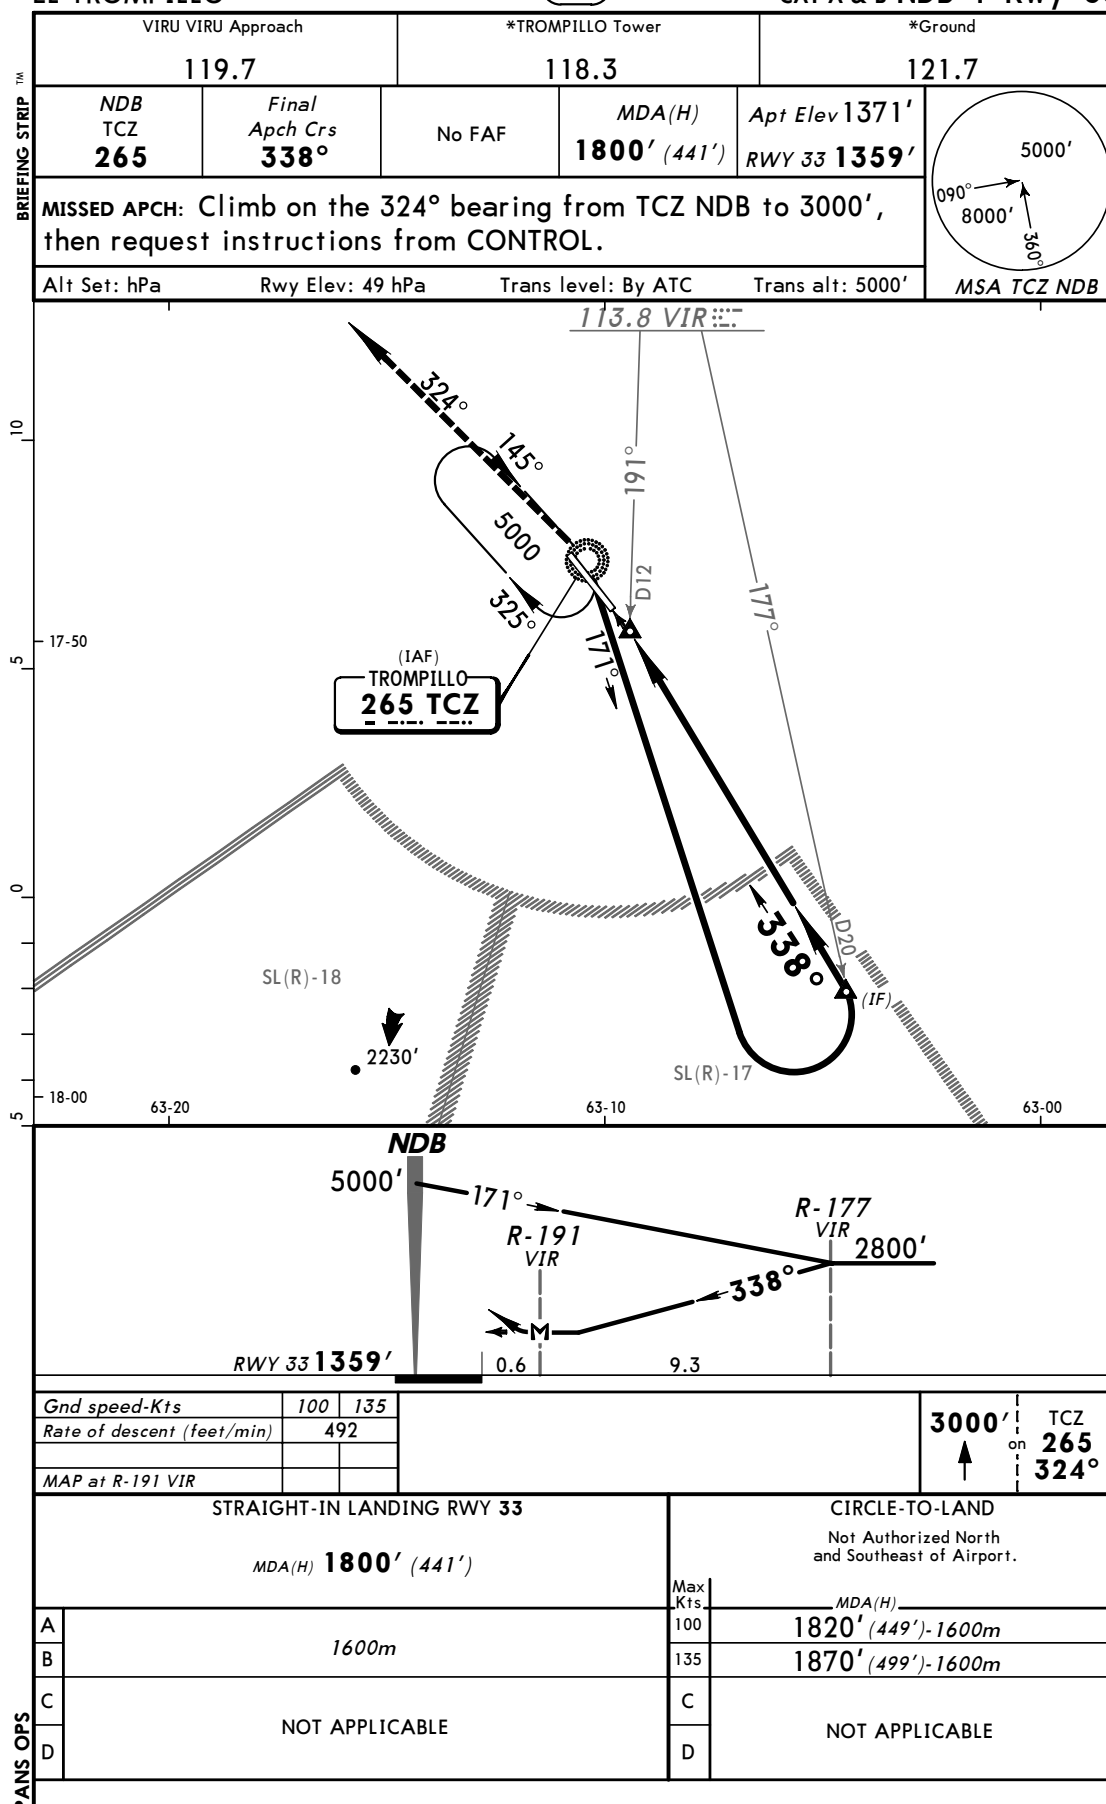 VIRU VIRU Approach
*TROMPILLO Tower
*Ground
119.7
118.3
121.7
BRIEFING STRIP TM
NDB
TCZ
265
Final
Apch Crs
338°
No FAF
MDA(H)
1800' (441')
Apt Elev 1371'
RWY 33 1359'
MISSED APCH: Climb on the 324° bearing from TCZ NDB to 3000',
then request instructions from CONTROL.
Alt Set: hPa
Rwy Elev: 49 hPa
Trans level: By ATC
Trans alt: 5000'
5000'
090°
8000'
360°
MSA TCZ NDB
113.8 VIR
324°
145°
5000
325°
191°
D12
177°
171°
(IAF)
TROMPILLO
265 TCZ
338°
D20
(IF)
SL(R)-18
2230'
SL(R)-17
10
5
0
5
17-50
18-00
63-20
63-10
63-00
NDB
5000'
171°
R-191
VIR
R-177
VIR
2800'
338°
M
RWY 33 1359'
0.6
9.3
Gnd speed-Kts
100
135
Rate of descent (feet/min)
492
MAP at R-191 VIR
3000'
on
TCZ
265
324°
STRAIGHT-IN LANDING RWY 33
MDA(H) 1800' (441')
CIRCLE-TO-LAND
Not Authorized North
and Southeast of Airport.
Max
Kts
MDA(H)
A
B
1600m
100
1820' (449')-1600m
135
1870' (499')-1600m
C
D
NOT APPLICABLE
C
D
NOT APPLICABLE
PANS OPS